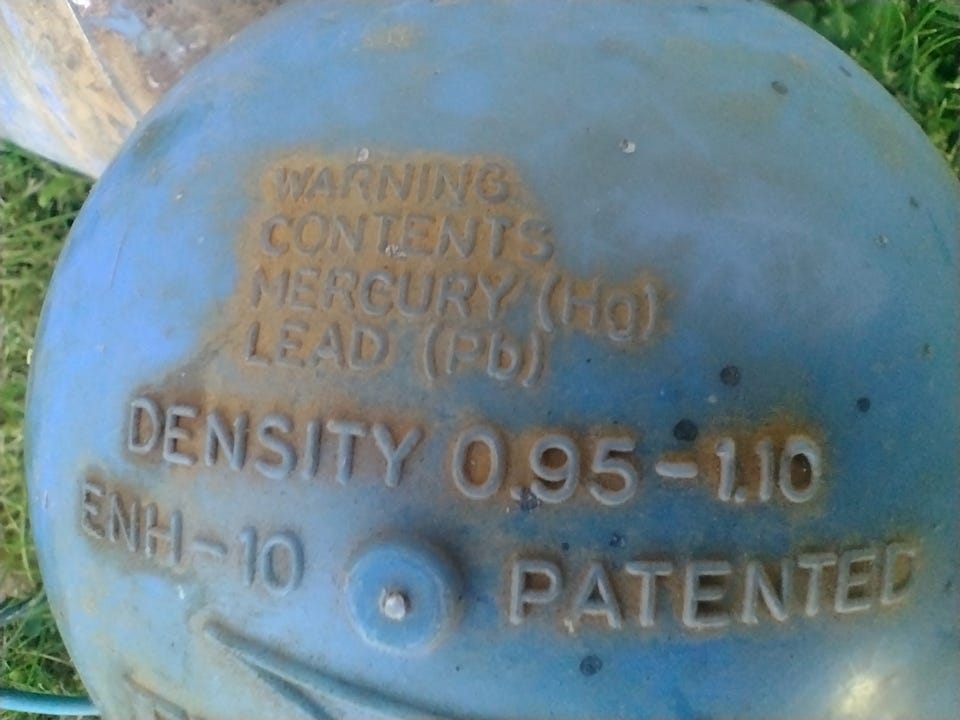 WARNING
CONTENTS
MERCURY (Hg)
LEAD (Pb)
DENSITY 0.95-1.10
ENH-10 PATENTED